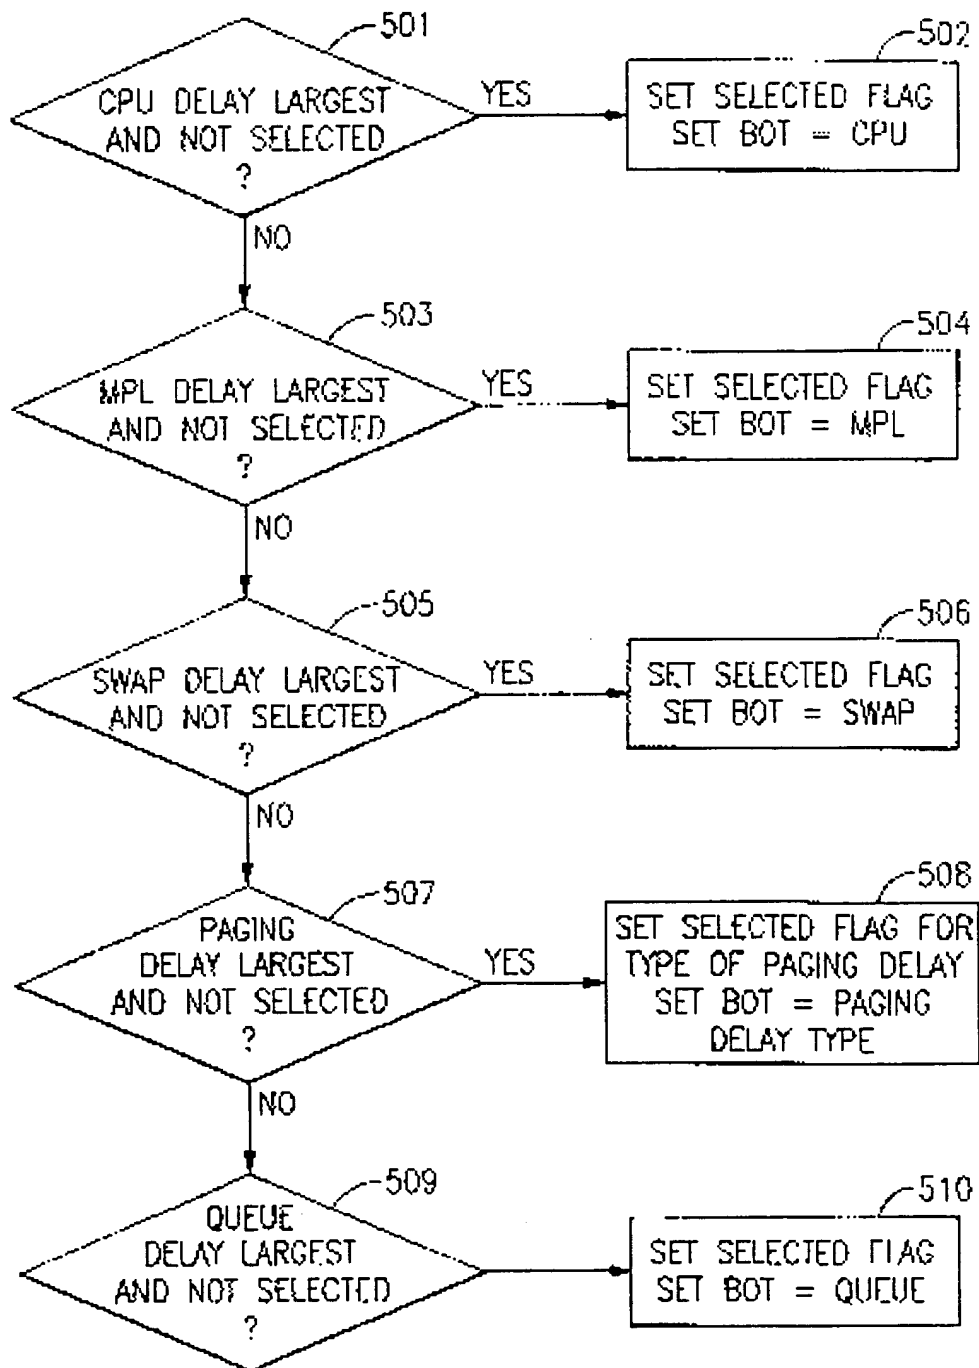 501
CPU DELAY LARGEST
AND NOT SELECTED
?
YES
502
SET SELECTED FLAG
SET BOT = CPU
NO
503
MPL DELAY LARGEST
AND NOT SELECTED
?
YES
504
SET SELECTED FLAG
SET BOT = MPL
NO
505
SWAP DELAY LARGEST
AND NOT SELECTED
?
YES
506
SET SELECTED FLAG
SET BOT = SWAP
NO
507
PAGING
DELAY LARGEST
AND NOT SELECTED
?
YES
508
SET SELECTED FLAG FOR
TYPE OF PAGING DELAY
SET BOT = PAGING
DELAY TYPE
NO
509
QUEUE
DELAY LARGEST
AND NOT SELECTED
?
510
SET SELECTED FLAG
SET BOT = QUEUE